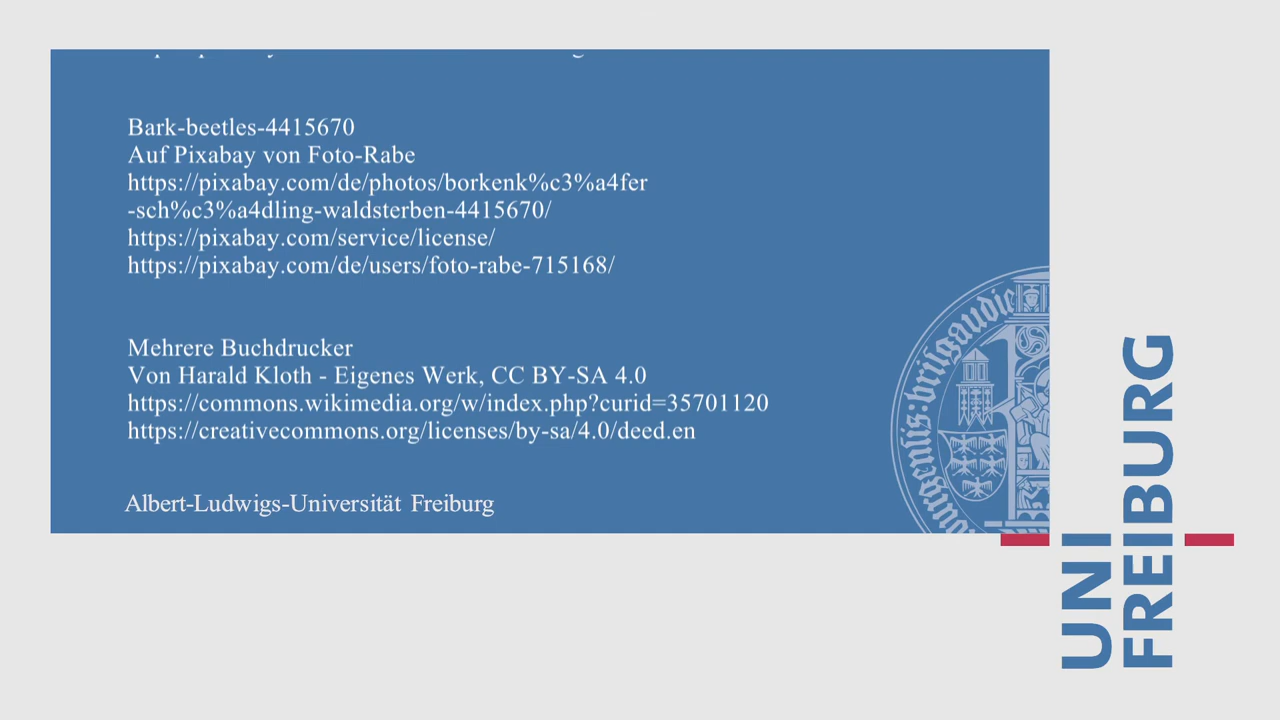 Bark-beetles-4415670
Auf Pixabay von Foto-Rabe
https://pixabay.com/de/photos/borkenk%c3%a4fer
-sch%c3%a4dling-waldsterben-4415670/
https://pixabay.com/service/license/
https://pixabay.com/de/users/foto-rabe-715168/
Mehrere Buchdrucker
Von Harald Kloth - Eigenes Werk, CC BY-SA 4.0
https://commons.wikimedia.org/w/index.php?curid=35701120
https://creativecommons.org/licenses/by-sa/4.0/deed.en
Albert-Ludwigs-Universität Freiburg
UNI
FREIBURG